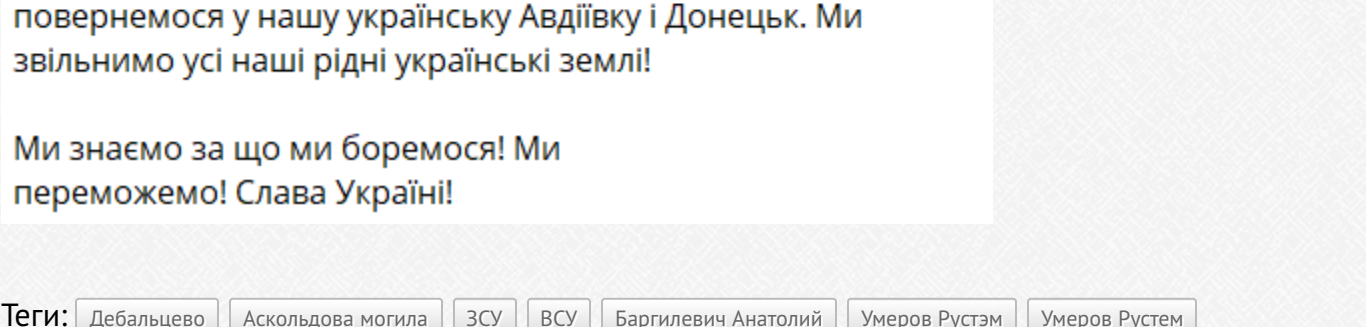 повернемося у нашу українську Авдіївку і Донецьк. Ми
звільнимо усі наші рідні українські землі!
Ми знаємо за що ми боремося! Ми
переможемо! Слава Україні!
Теги: Дебальцево Аскольдова могила ЗСУ ВСУ Баргилевич Анатолий Умеров Рустэм Умеров Рустем